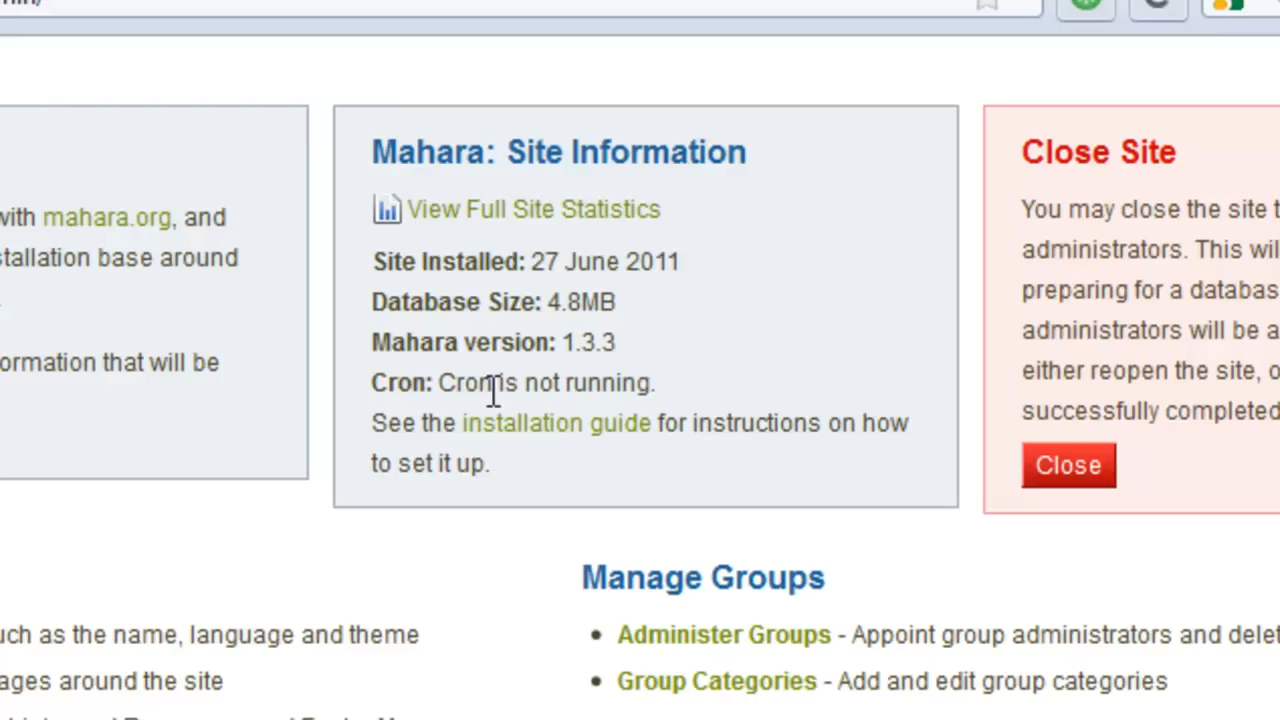 with mahara.org, and
stallation base around
ormation that will be
Mahara: Site Information
View Full Site Statistics
Site Installed: 27 June 2011
Database Size: 4.8MB
Mahara version: 1.3.3
Cron: Cron is not running.
See the installation guide for instructions on how
to set it up.
Close Site
You may close the site t
administrators. This wil
preparing for a databas
administrators will be a
either reopen the site, o
successfully completed
Close
uch as the name, language and theme
ages around the site
Manage Groups
• Administer Groups - Appoint group administrators and delet
• Group Categories - Add and edit group categories